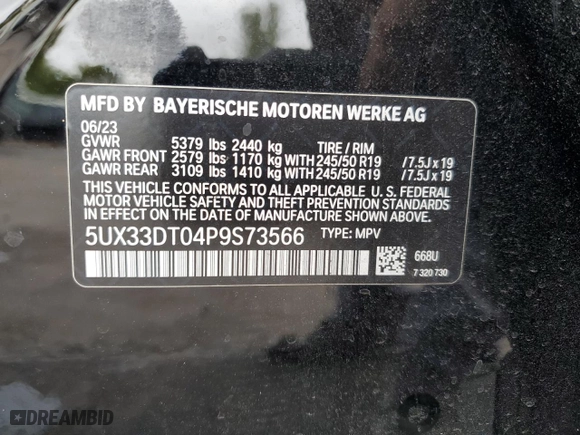 MFD BY BAYERISCHE MOTOREN WERKE AG
06/23
GVWR 5379 lbs 2440 kg TIRE / RIM
GAWR FRONT 2579 lbs 1170 kg WITH 245/50 R19 /7.5J x 19
GAWR REAR 3109 lbs 1410 kg WITH 245/50 R19 /7.5J x 19
THIS VEHICLE CONFORMS TO ALL APPLICABLE U. S. FEDERAL
MOTOR VEHICLE SAFETY AND THEFT PREVENTION STANDARDS
IN EFFECT ON THE DATE OF MANUFACTURE SHOWN ABOVE.
5UX33DT04P9S73566 TYPE: MPV
668U
7 320 730
DREAMBID